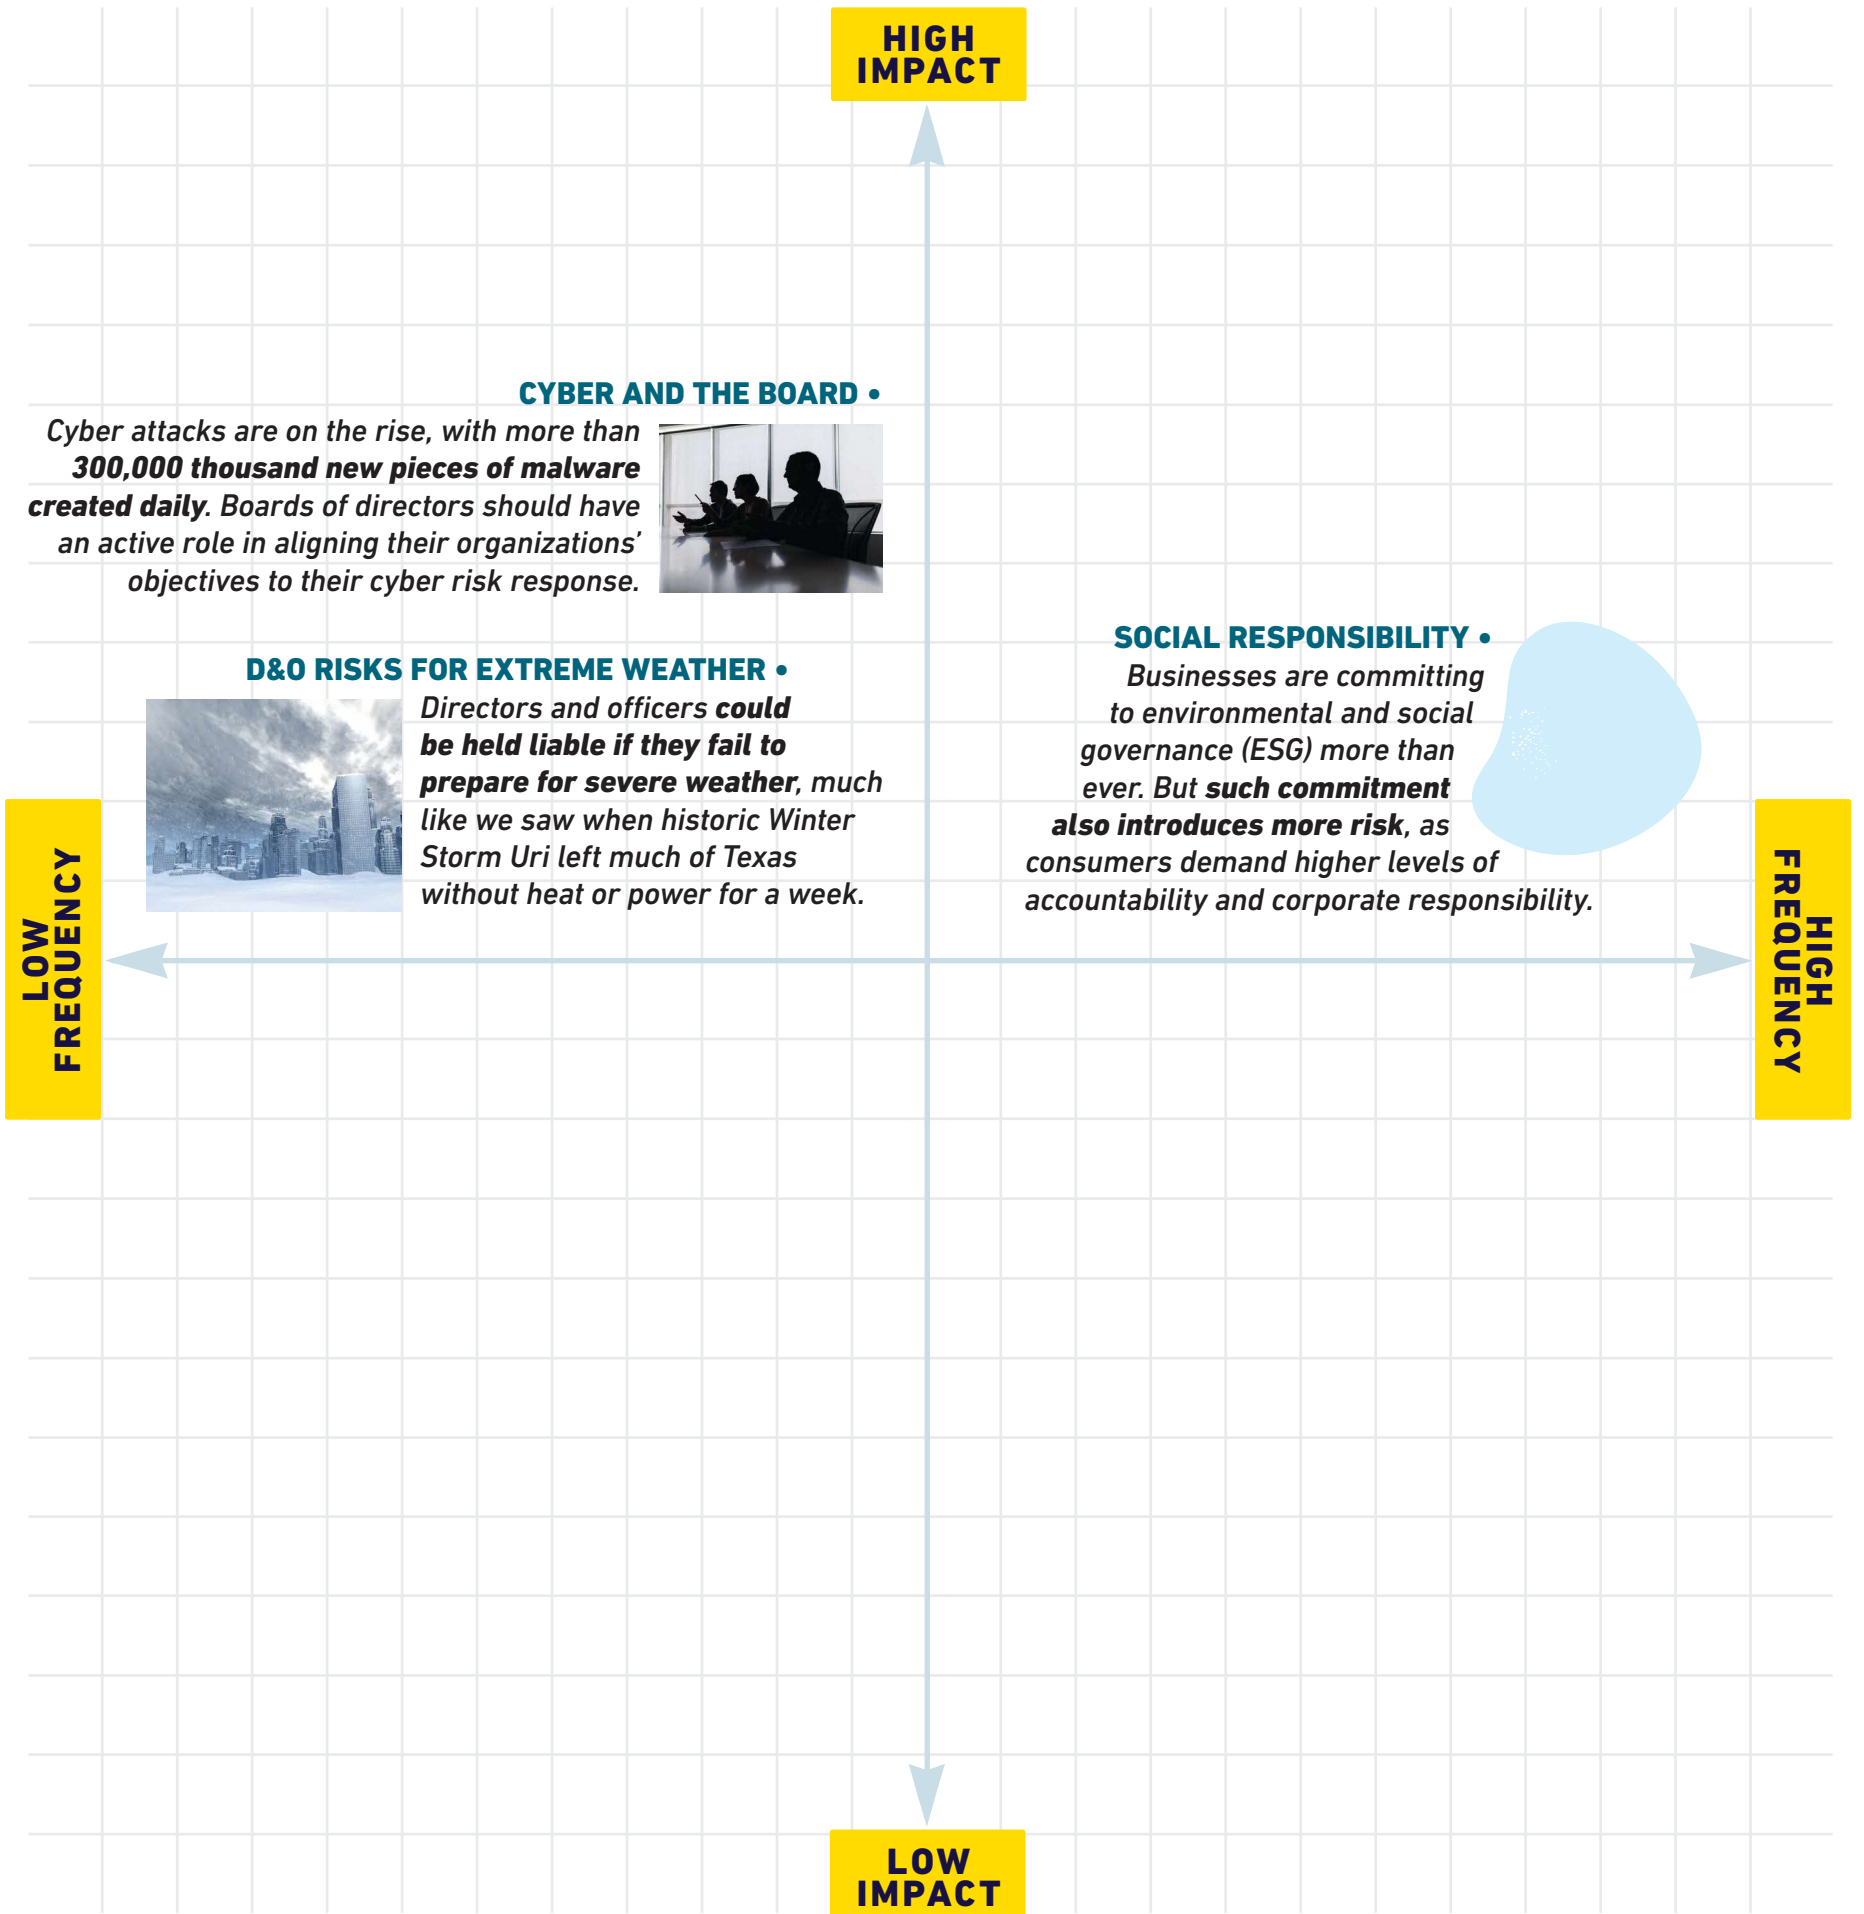 HIGH
IMPACT
CYBER AND THE BOARD •
Cyber attacks are on the rise, with more than
300,000 thousand new pieces of malware
created daily. Boards of directors should have
an active role in aligning their organizations’
objectives to their cyber risk response.
D&O RISKS FOR EXTREME WEATHER •
Directors and officers could
be held liable if they fail to
prepare for severe weather, much
like we saw when historic Winter
Storm Uri left much of Texas
without heat or power for a week.
SOCIAL RESPONSIBILITY •
Businesses are committing
to environmental and social
governance (ESG) more than
ever. But such commitment
also introduces more risk, as
consumers demand higher levels of
accountability and corporate responsibility.
LOW
FREQUENCY
HIGH
FREQUENCY
LOW
IMPACT